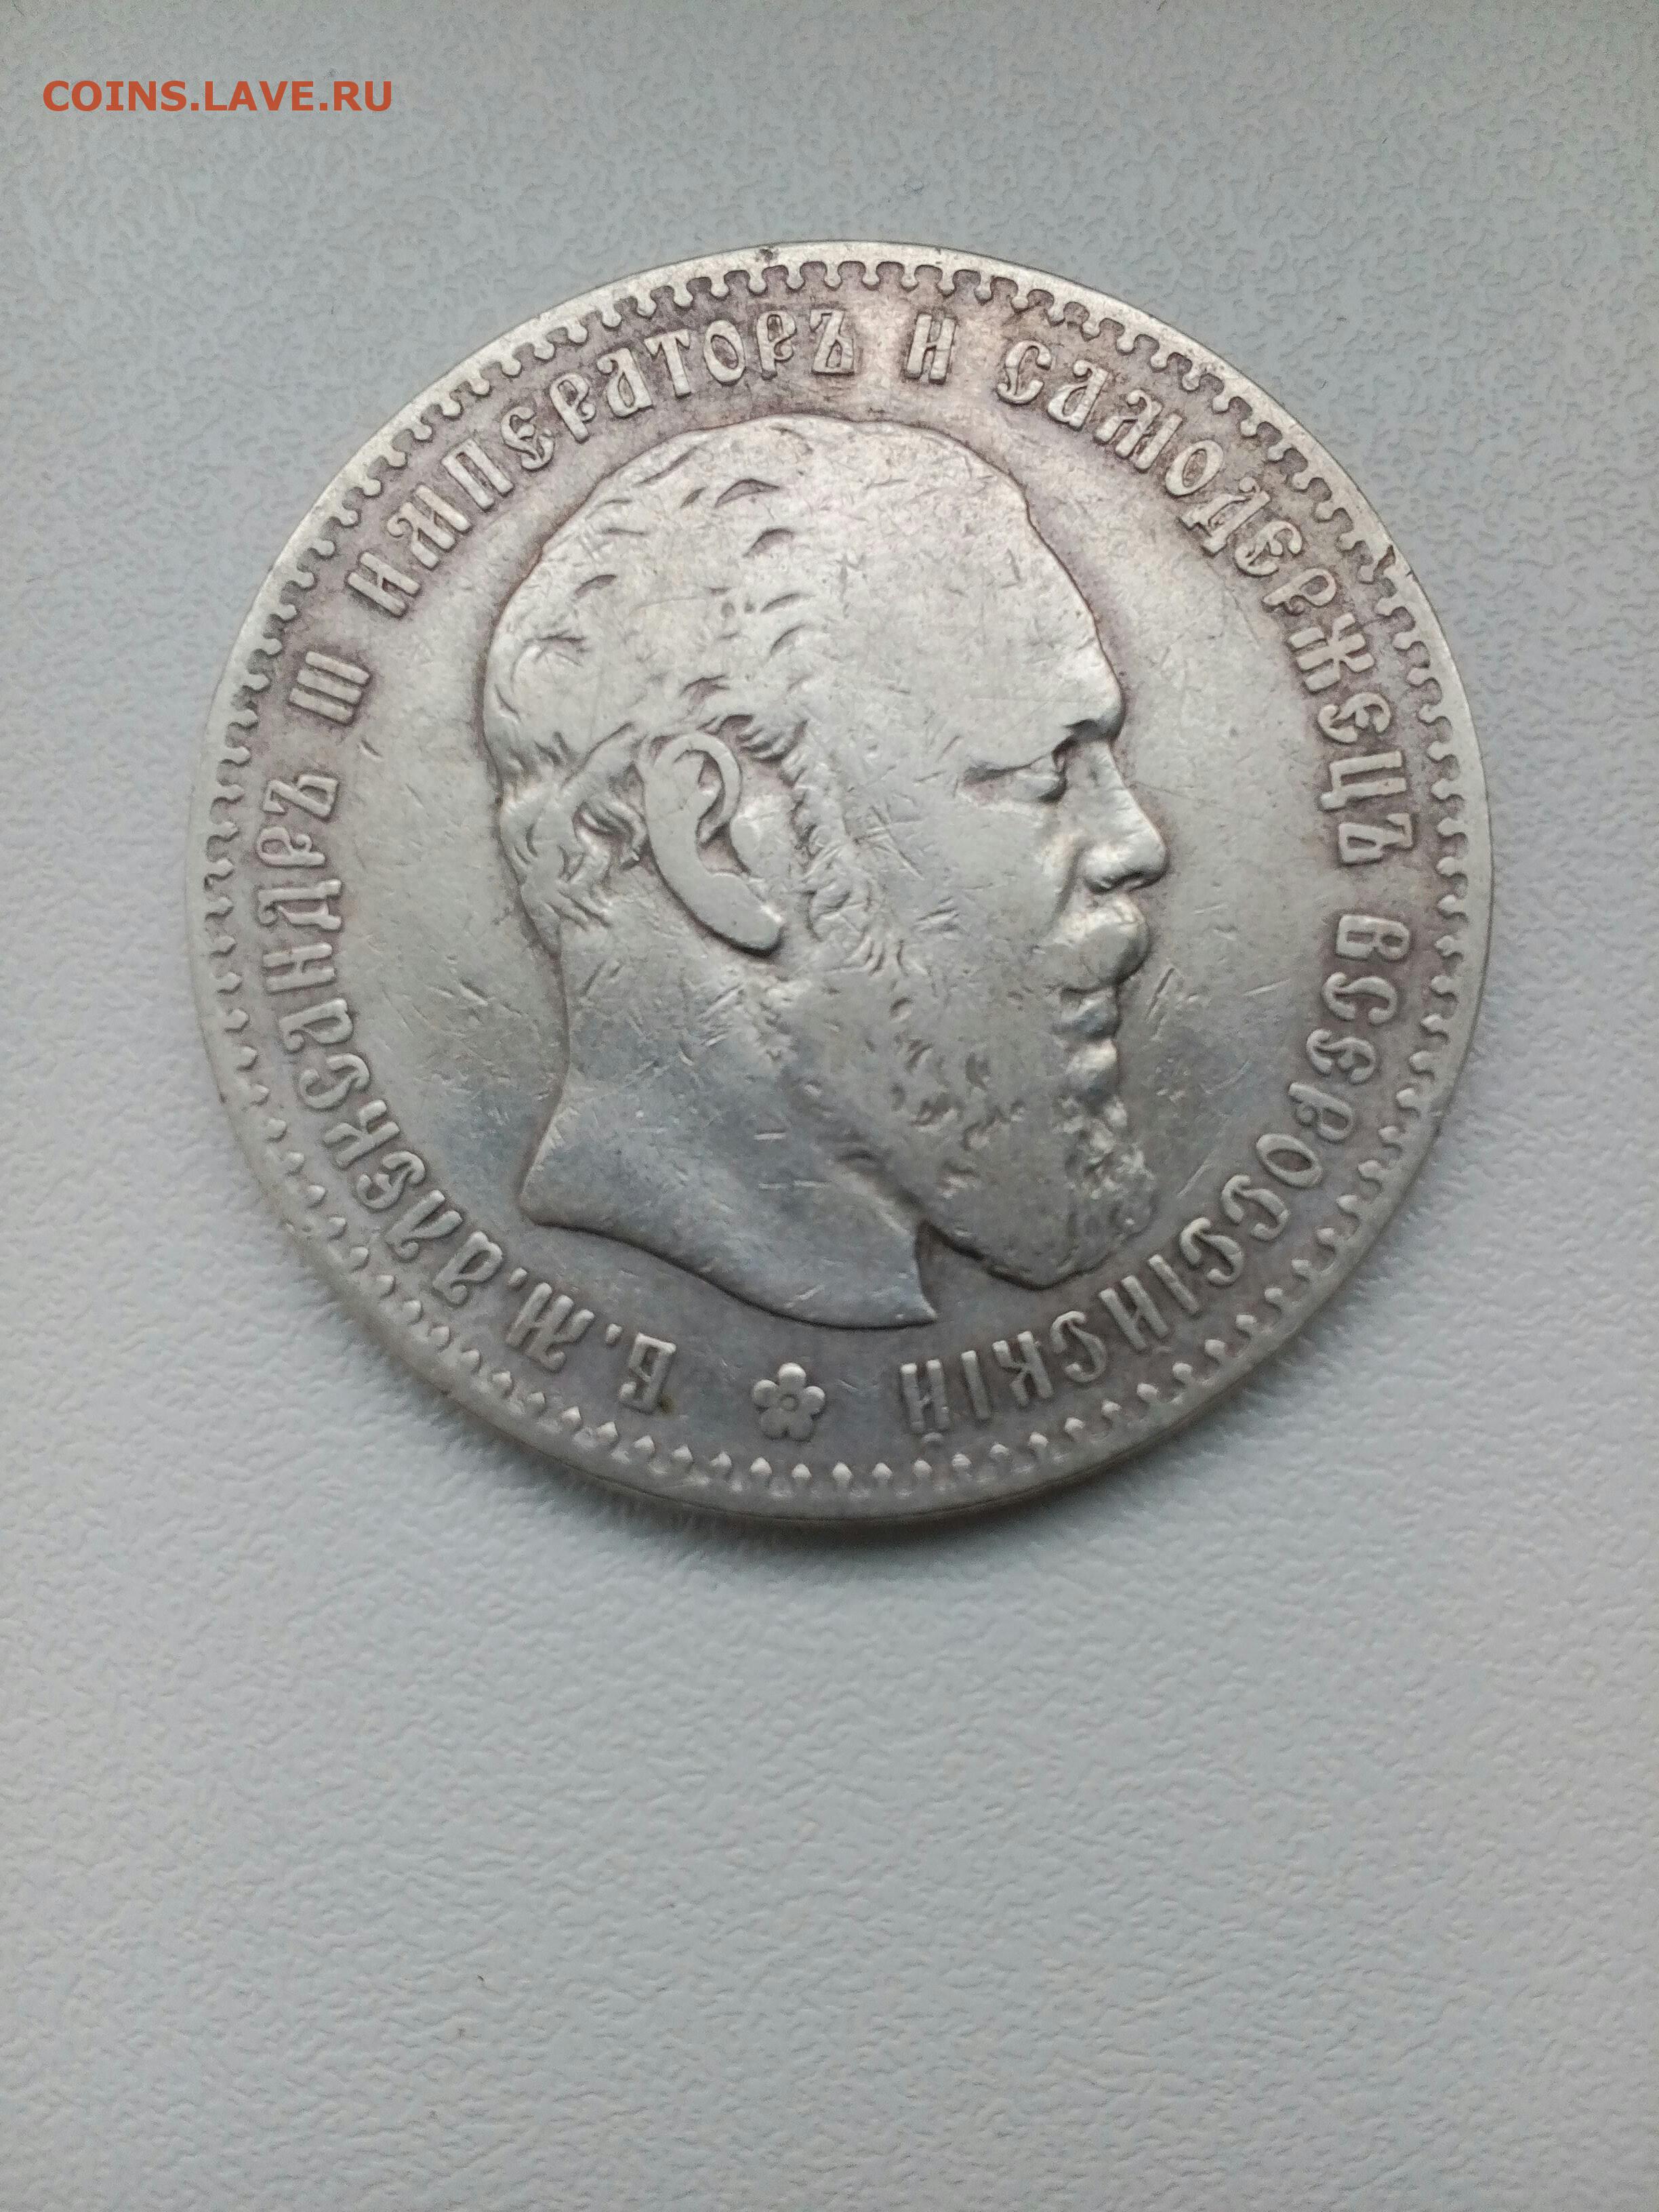 COINS.LAVE.RU
Б. М. АЛЕКСАНДРЪ III ИМПЕРАТОРЪ И САМОДЕРЖЕЦЪ ВСЕРОССІЙСКІЙ